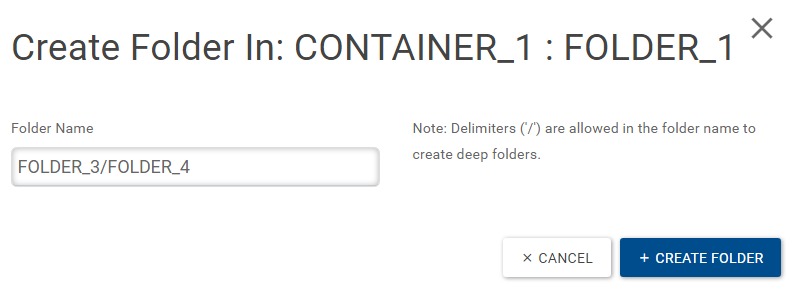 Create Folder In: CONTAINER_1 : FOLDER_1
Folder Name
FOLDER_3/FOLDER_4
Note: Delimiters ('/') are allowed in the folder name to
create deep folders.
× CANCEL
+ CREATE FOLDER